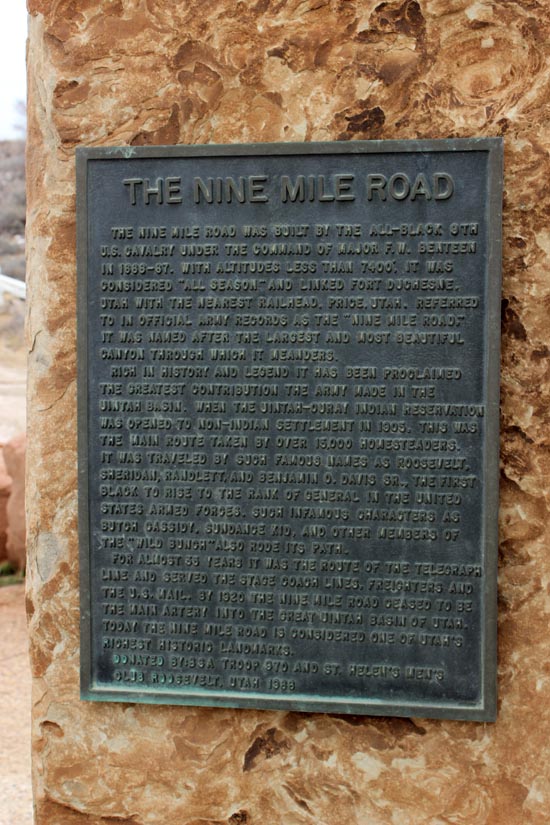 THE NINE MILE ROAD
THE NINE MILE ROAD WAS BUILT BY THE ALL-BLACK 9TH
U.S. CAVALRY UNDER THE COMMAND OF MAJOR F.W. BENTEEN
IN 1886-87. WITH ALTITUDES LESS THAN 7400', IT WAS
CONSIDERED "ALL SEASON" AND LINKED FORT DUCHESNE,
UTAH WITH THE NEAREST RAILHEAD, PRICE, UTAH. REFERRED
TO IN OFFICIAL ARMY RECORDS AS THE "NINE MILE ROAD,"
IT WAS NAMED AFTER THE LARGEST AND MOST BEAUTIFUL
CANYON THROUGH WHICH IT MEANDERS.
RICH IN HISTORY AND LEGEND IT HAS BEEN PROCLAIMED
THE GREATEST CONTRIBUTION THE ARMY MADE IN THE
UINTAH BASIN. WHEN THE UINTAH-OURAY INDIAN RESERVATION
WAS OPENED TO NON-INDIAN SETTLEMENT IN 1905, THIS WAS
THE MAIN ROUTE TAKEN BY OVER 15,000 HOMESTEADERS.
IT WAS TRAVELED BY SUCH FAMOUS NAMES AS ROOSEVELT,
SHERIDAN, RANDLETT, AND BENJAMIN O. DAVIS SR., THE FIRST
BLACK TO RISE TO THE RANK OF GENERAL IN THE UNITED
STATES ARMED FORCES. SUCH INFAMOUS CHARACTERS AS
BUTCH CASSIDY, SUNDANCE KID, AND OTHER MEMBERS OF
THE "WILD BUNCH" ALSO RODE ITS PATH.
FOR ALMOST 35 YEARS IT WAS THE ROUTE OF THE TELEGRAPH
LINE AND SERVED THE STAGE COACH LINES, FREIGHTERS AND
THE U.S. MAIL. BY 1920 THE NINE MILE ROAD CEASED TO BE
THE MAIN ARTERY INTO THE GREAT UINTAH BASIN OF UTAH.
TODAY THE NINE MILE ROAD IS CONSIDERED ONE OF UTAH'S
RICHEST HISTORIC LANDMARKS.
DONATED BY:BSA TROOP 270 AND ST. HELEN'S MEN'S
CLUB ROOSEVELT, UTAH 1988